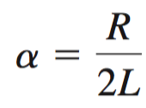 α = R / 2L